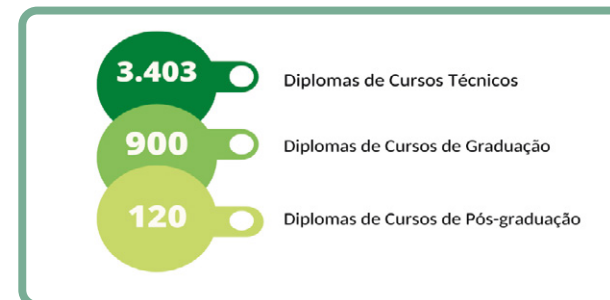 3.403
Diplomas de Cursos Técnicos
900
Diplomas de Cursos de Graduação
120
Diplomas de Cursos de Pós-graduação